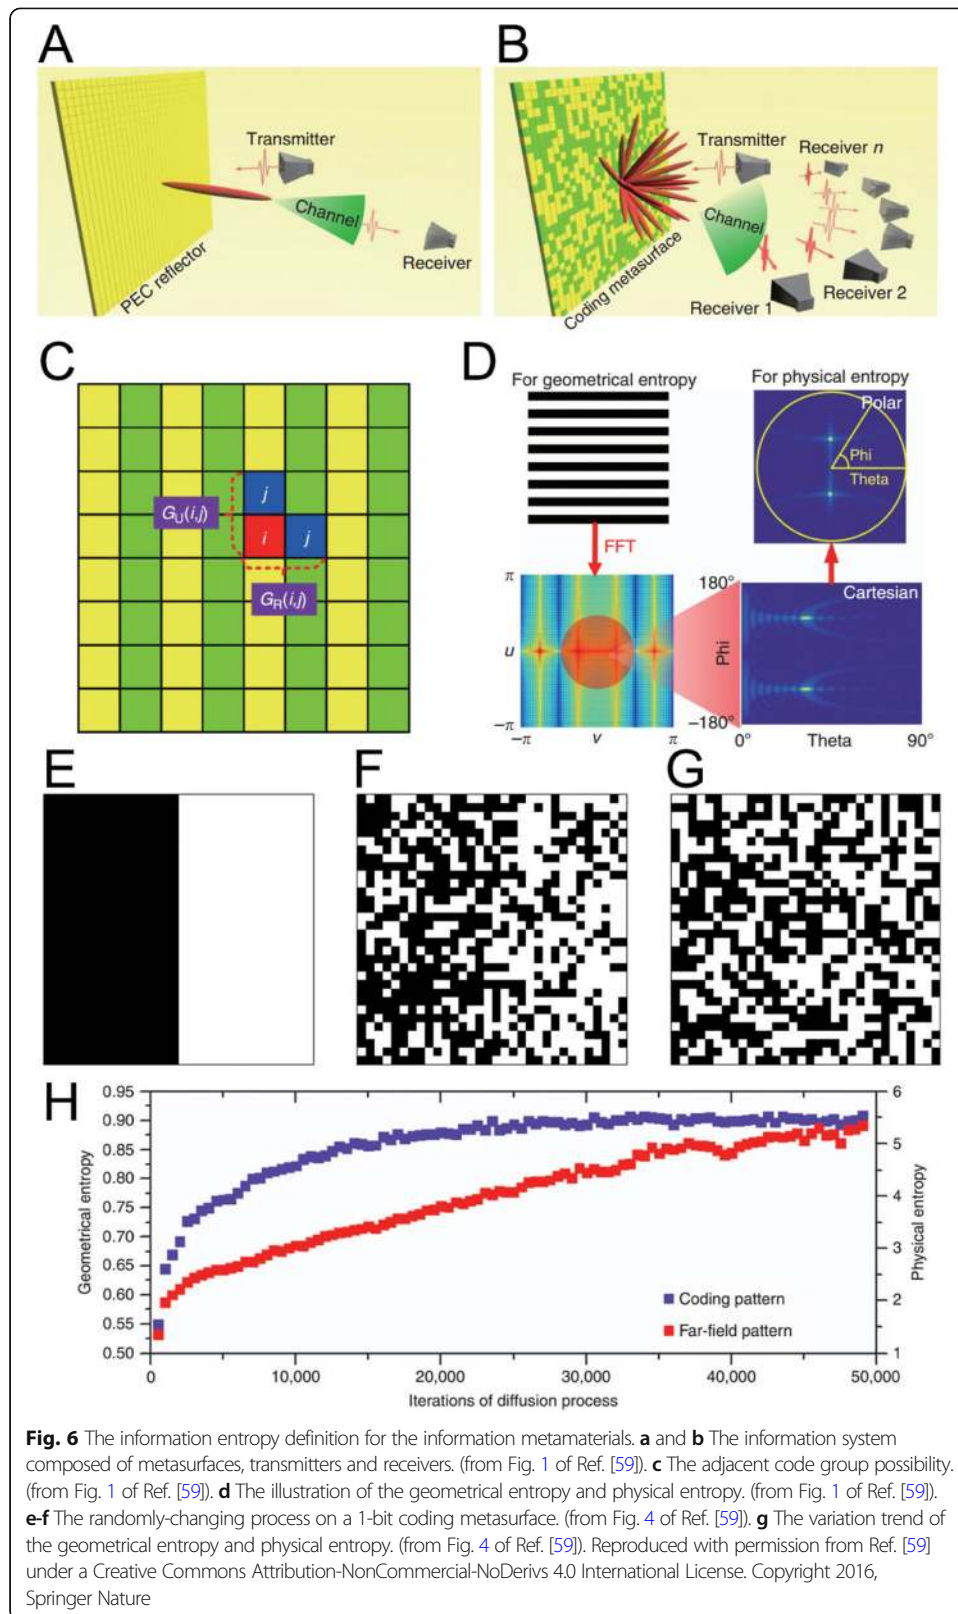 A
B
Transmitter
Channel
Receiver
PEC reflector
Transmitter
Receiver n
Channel
Coding metasurface
Receiver 1
Receiver 2
C
j
GU(i,j)
i
j
GR(i,j)
D
For geometrical entropy
For physical entropy
Polar
Phi
Theta
FFT
π
u
−π
−π
v
π
180°
Cartesian
Phi
−180°
0°
Theta
90°
E
F
G
H
0.95
0.90
0.85
0.80
0.75
0.70
0.65
0.60
0.55
0.50
Geometrical entropy
6
5
4
3
2
1
Physical entropy
Coding pattern
Far-field pattern
0
10,000
20,000
30,000
40,000
50,000
Iterations of diffusion process
Fig. 6 The information entropy definition for the information metamaterials. a and b The information system
composed of metasurfaces, transmitters and receivers. (from Fig. 1 of Ref. [59]). c The adjacent code group possibility.
(from Fig. 1 of Ref. [59]). d The illustration of the geometrical entropy and physical entropy. (from Fig. 1 of Ref. [59]).
e-f The randomly-changing process on a 1-bit coding metasurface. (from Fig. 4 of Ref. [59]). g The variation trend of
the geometrical entropy and physical entropy. (from Fig. 4 of Ref. [59]). Reproduced with permission from Ref. [59]
under a Creative Commons Attribution-NonCommercial-NoDerivs 4.0 International License. Copyright 2016,
Springer Nature